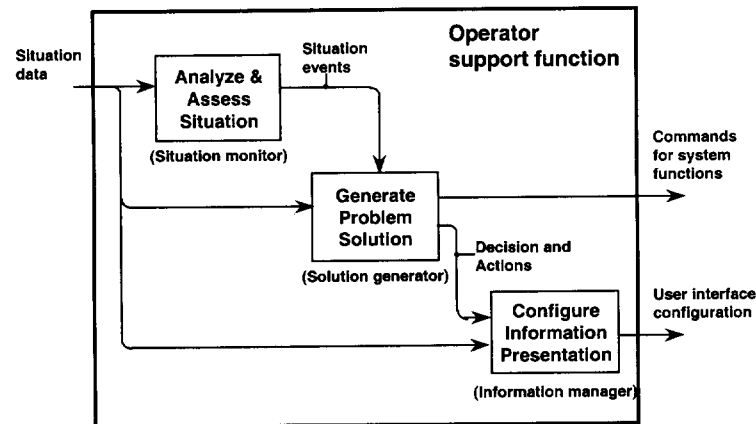 Operator
support function
Situation
data
Situation
events
Analyze &
Assess
Situation
(Situation monitor)
Commands
for system
functions
Generate
Problem
Solution
(Solution generator)
Decision and
Actions
User interface
configuration
Configure
Information
Presentation
(Information manager)